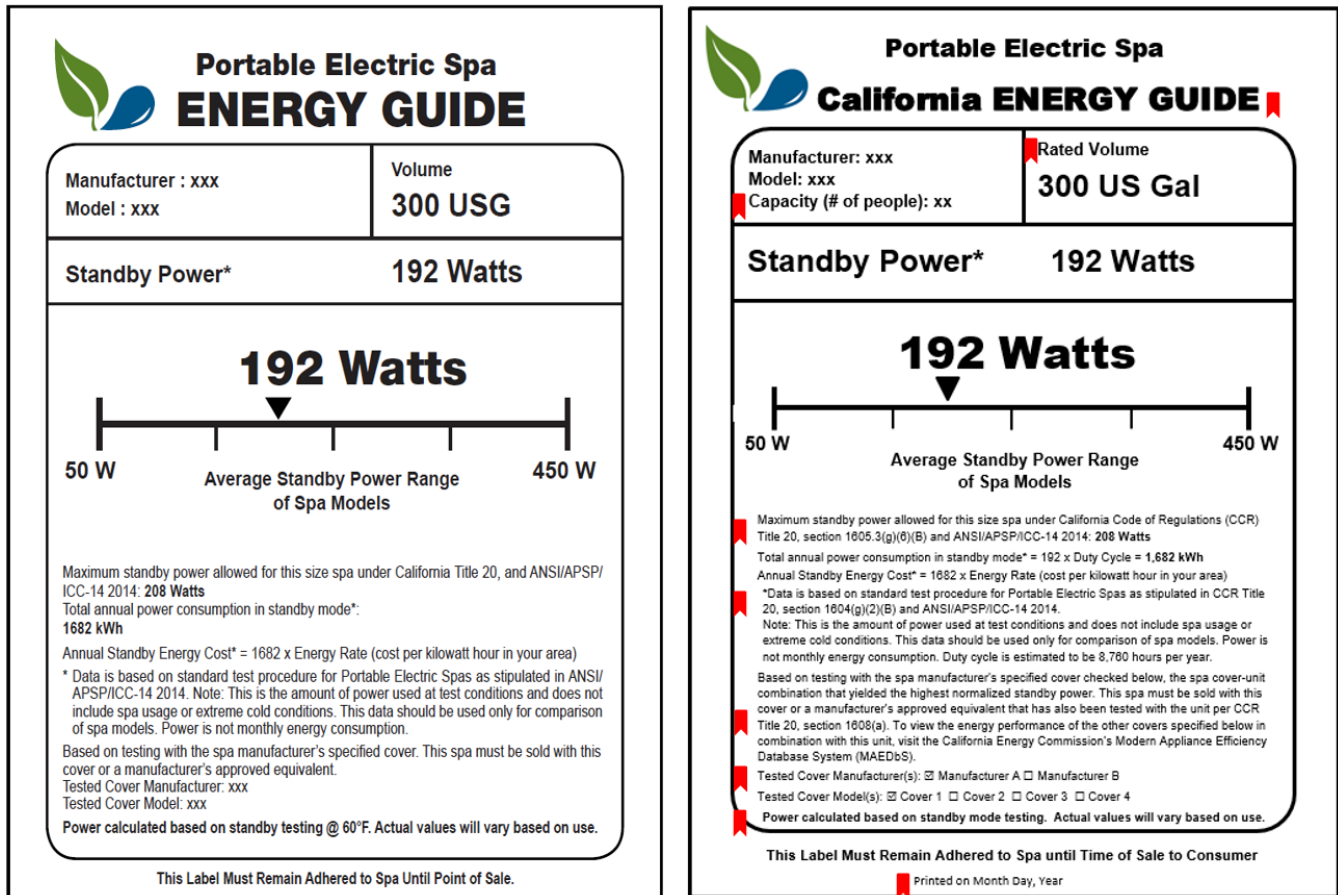 Portable Electric Spa
ENERGY GUIDE
Manufacturer : xxx
Model : xxx
Volume
300 USG
Standby Power*
192 Watts
192 Watts
50 W
450 W
Average Standby Power Range
of Spa Models
Maximum standby power allowed for this size spa under California Title 20, and ANSI/APSP/
ICC-14 2014: 208 Watts
Total annual power consumption in standby mode*:
1682 kWh
Annual Standby Energy Cost* = 1682 x Energy Rate (cost per kilowatt hour in your area)
* Data is based on standard test procedure for Portable Electric Spas as stipulated in ANSI/
APSP/ICC-14 2014. Note: This is the amount of power used at test conditions and does not
include spa usage or extreme cold conditions. This data should be used only for comparison
of spa models. Power is not monthly energy consumption.
Based on testing with the spa manufacturer's specified cover. This spa must be sold with this
cover or a manufacturer's approved equivalent.
Tested Cover Manufacturer: xxx
Tested Cover Model: xxx
Power calculated based on standby testing @ 60°F. Actual values will vary based on use.
This Label Must Remain Adhered to Spa Until Point of Sale.
Portable Electric Spa
California ENERGY GUIDE
Manufacturer: xxx
Model: xxx
Capacity (# of people): xx
Rated Volume
300 US Gal
Standby Power*
192 Watts
192 Watts
50 W
450 W
Average Standby Power Range
of Spa Models
Maximum standby power allowed for this size spa under California Code of Regulations (CCR)
Title 20, section 1605.3(g)(6)(B) and ANSI/APSP/ICC-14 2014: 208 Watts
Total annual power consumption in standby mode* = 192 x Duty Cycle = 1,682 kWh
Annual Standby Energy Cost* = 1682 x Energy Rate (cost per kilowatt hour in your area)
*Data is based on standard test procedure for Portable Electric Spas as stipulated in CCR Title
20, section 1604(g)(2)(B) and ANSI/APSP/ICC-14 2014.
Note: This is the amount of power used at test conditions and does not include spa usage or
extreme cold conditions. This data should be used only for comparison of spa models. Power is
not monthly energy consumption. Duty cycle is estimated to be 8,760 hours per year.
Based on testing with the spa manufacturer's specified cover checked below, the spa cover-unit
combination that yielded the highest normalized standby power. This spa must be sold with this
cover or a manufacturer's approved equivalent that has also been tested with the unit per CCR
Title 20, section 1608(a). To view the energy performance of the other covers specified below in
combination with this unit, visit the California Energy Commission's Modern Appliance Efficiency
Database System (MAEDbS).
Tested Cover Manufacturer(s): ☑ Manufacturer A ☐ Manufacturer B
Tested Cover Model(s): ☑ Cover 1 ☐ Cover 2 ☐ Cover 3 ☐ Cover 4
Power calculated based on standby mode testing. Actual values will vary based on use.
This Label Must Remain Adhered to Spa until Time of Sale to Consumer
Printed on Month Day, Year